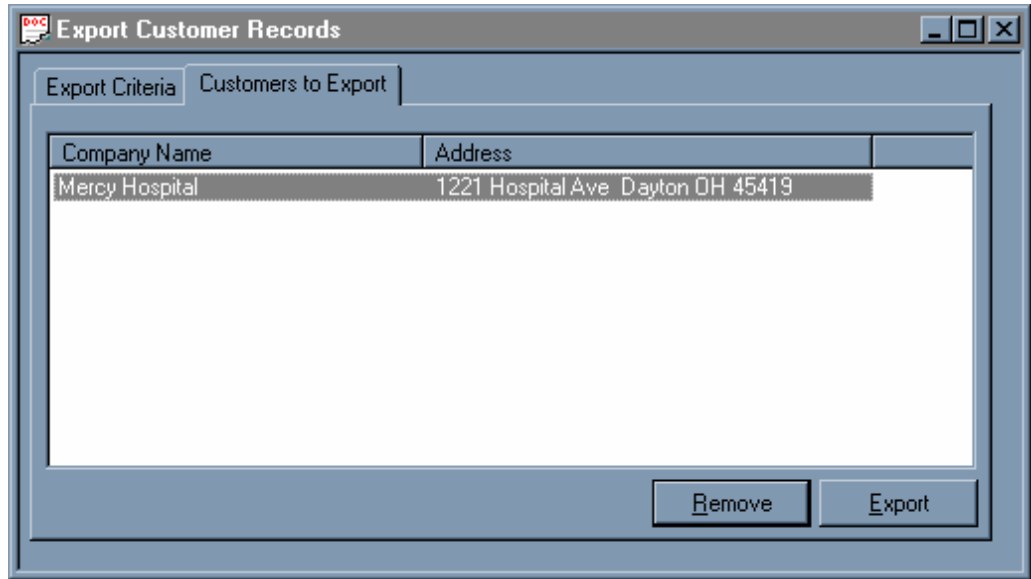 DOC Export Customer Records
Export Criteria Customers to Export
Company Name Address
Mercy Hospital 1221 Hospital Ave Dayton OH 45419
Remove Export